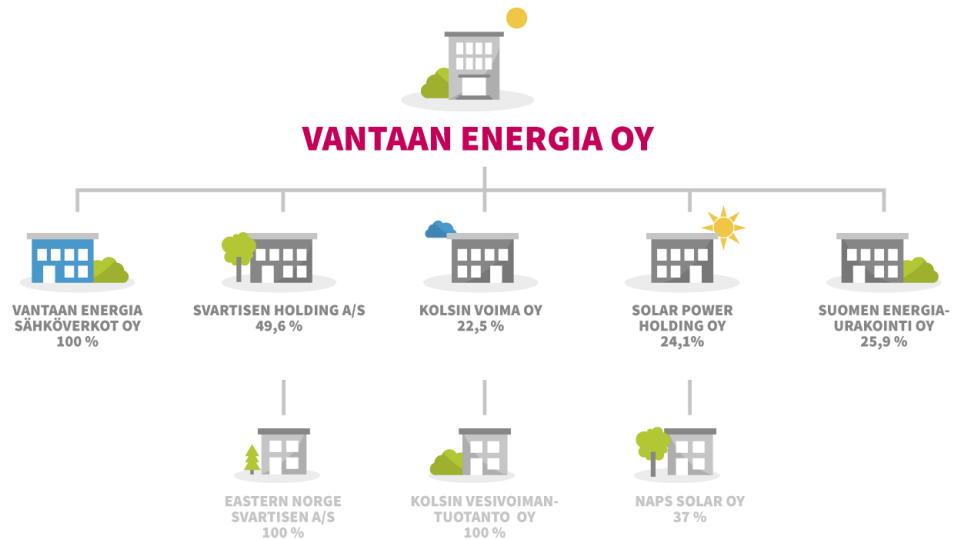 VANTAAN ENERGIA OY
VANTAAN ENERGIA
SÄHKÖVERKOT OY
100 %
SVARTISEN HOLDING A/S
49,6 %
KOLSIN VOIMA OY
22,5 %
SOLAR POWER
HOLDING OY
24,1%
SUOMEN ENERGIA-
URAKOINTI OY
25,9 %
EASTERN NORGE
SVARTISEN A/S
100 %
KOLSIN VESIVOIMAN-
TUOTANTO OY
100 %
NAPS SOLAR OY
37 %